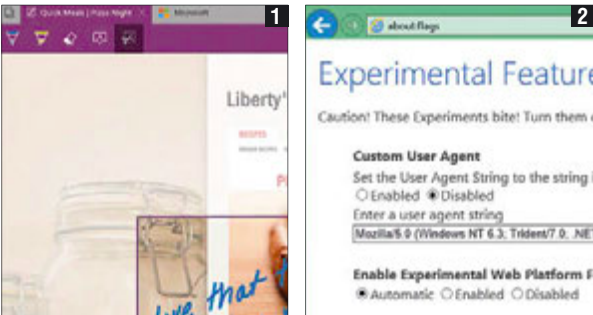 1
Quick Meals | Pizza Night
Microsoft
Liberty'
RECIPES
that
2
about:flags
Experimental Feature
Caution! These Experiments bite! Turn them
Custom User Agent
Set the User Agent String to the string
Enabled Disabled
Enter a user agent string
Mozilla/5.0 (Windows NT 6.3; Trident/7.0; .NE
Enable Experimental Web Platform F
Automatic Enabled Disabled